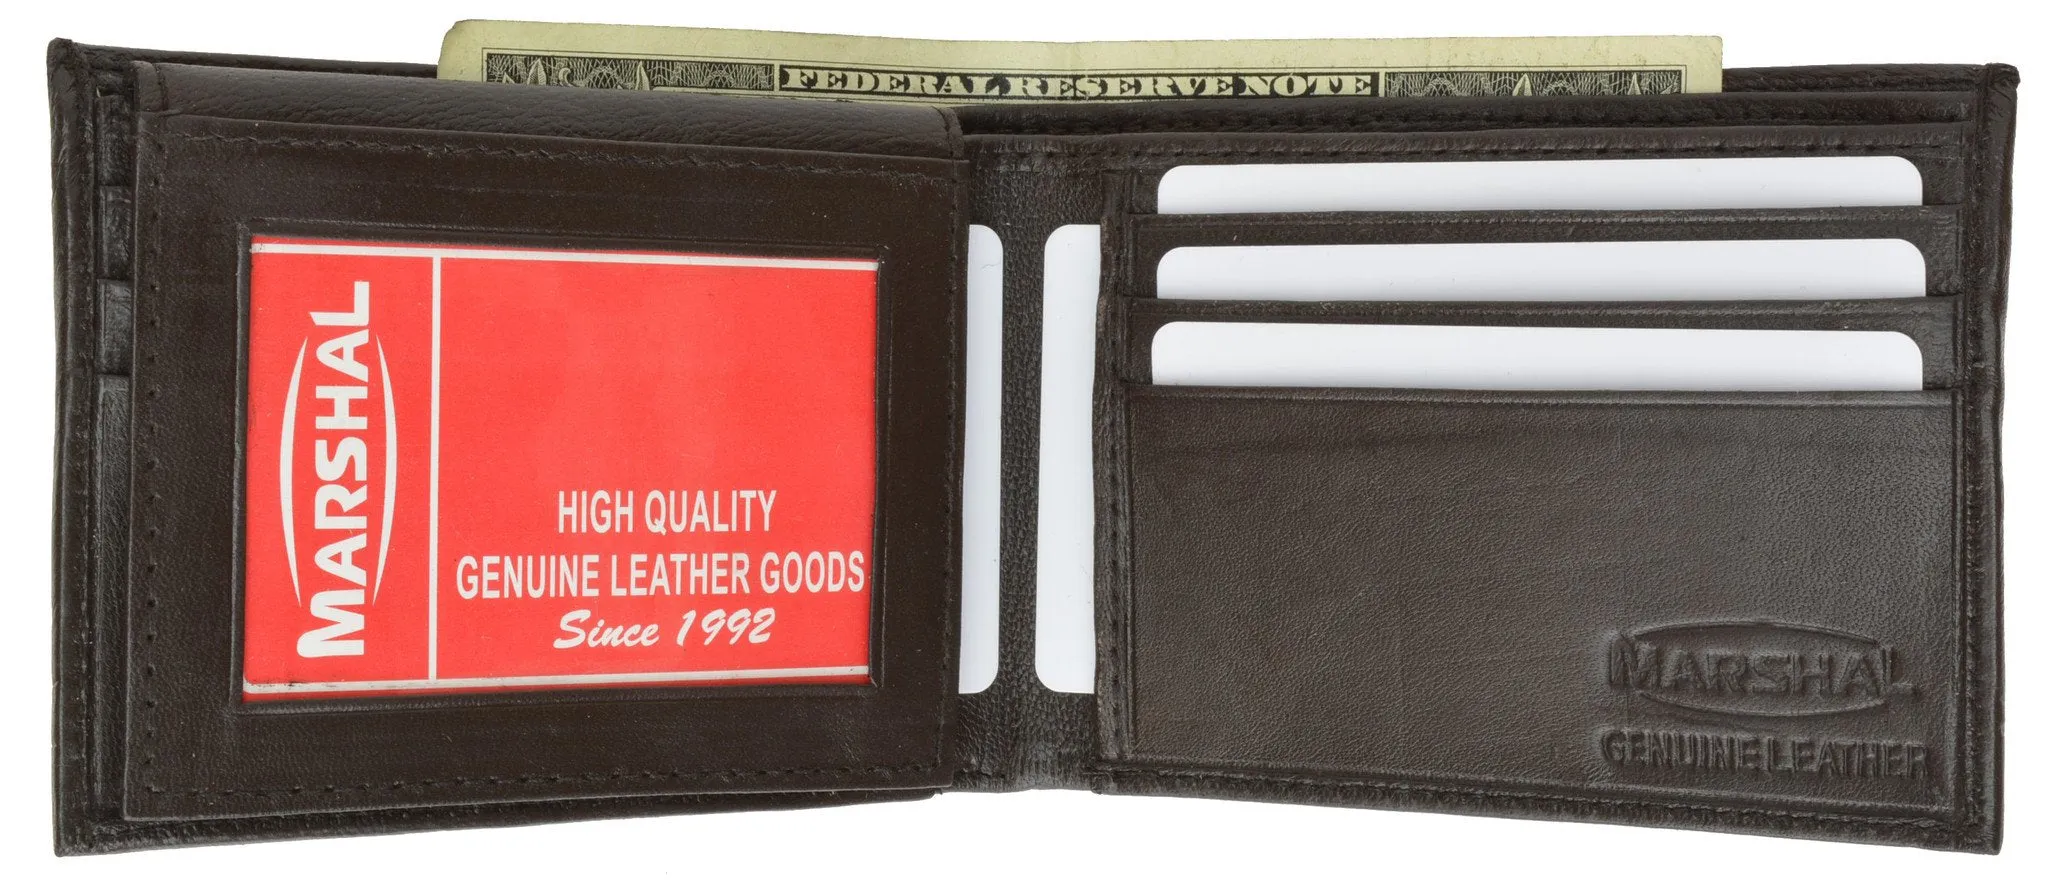 FEDERAL RESERVE NOTE
MARSHAL
HIGH QUALITY
GENUINE LEATHER GOODS
Since 1992
MARSHAL
GENUINE LEATHER